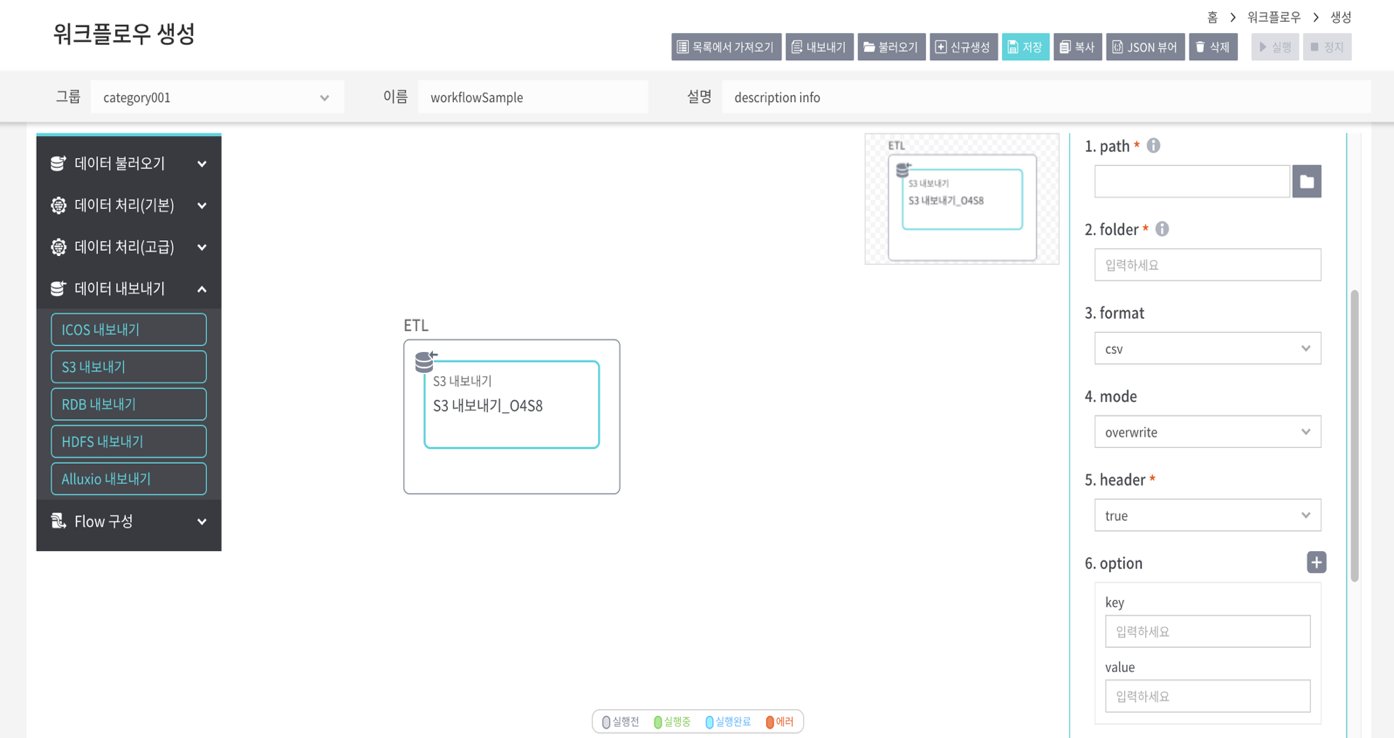 홈 > 워크플로우 > 생성
워크플로우 생성
목록에서 가져오기 내보내기 불러오기 신규생성 저장 복사 JSON 뷰어 삭제 실행 정지
그룹 category001 이름 workflowSample 설명 description info
데이터 불러오기
데이터 처리(기본)
데이터 처리(고급)
데이터 내보내기
ICOS 내보내기
S3 내보내기
RDB 내보내기
HDFS 내보내기
Alluxio 내보내기
Flow 구성
ETL
S3 내보내기
S3 내보내기_O4S8
ETL
S3 내보내기
S3 내보내기_O4S8
실행전 실행중 실행완료 에러
1. path *
2. folder *
입력하세요
3. format
csv
4. mode
overwrite
5. header *
true
6. option
key
입력하세요
value
입력하세요